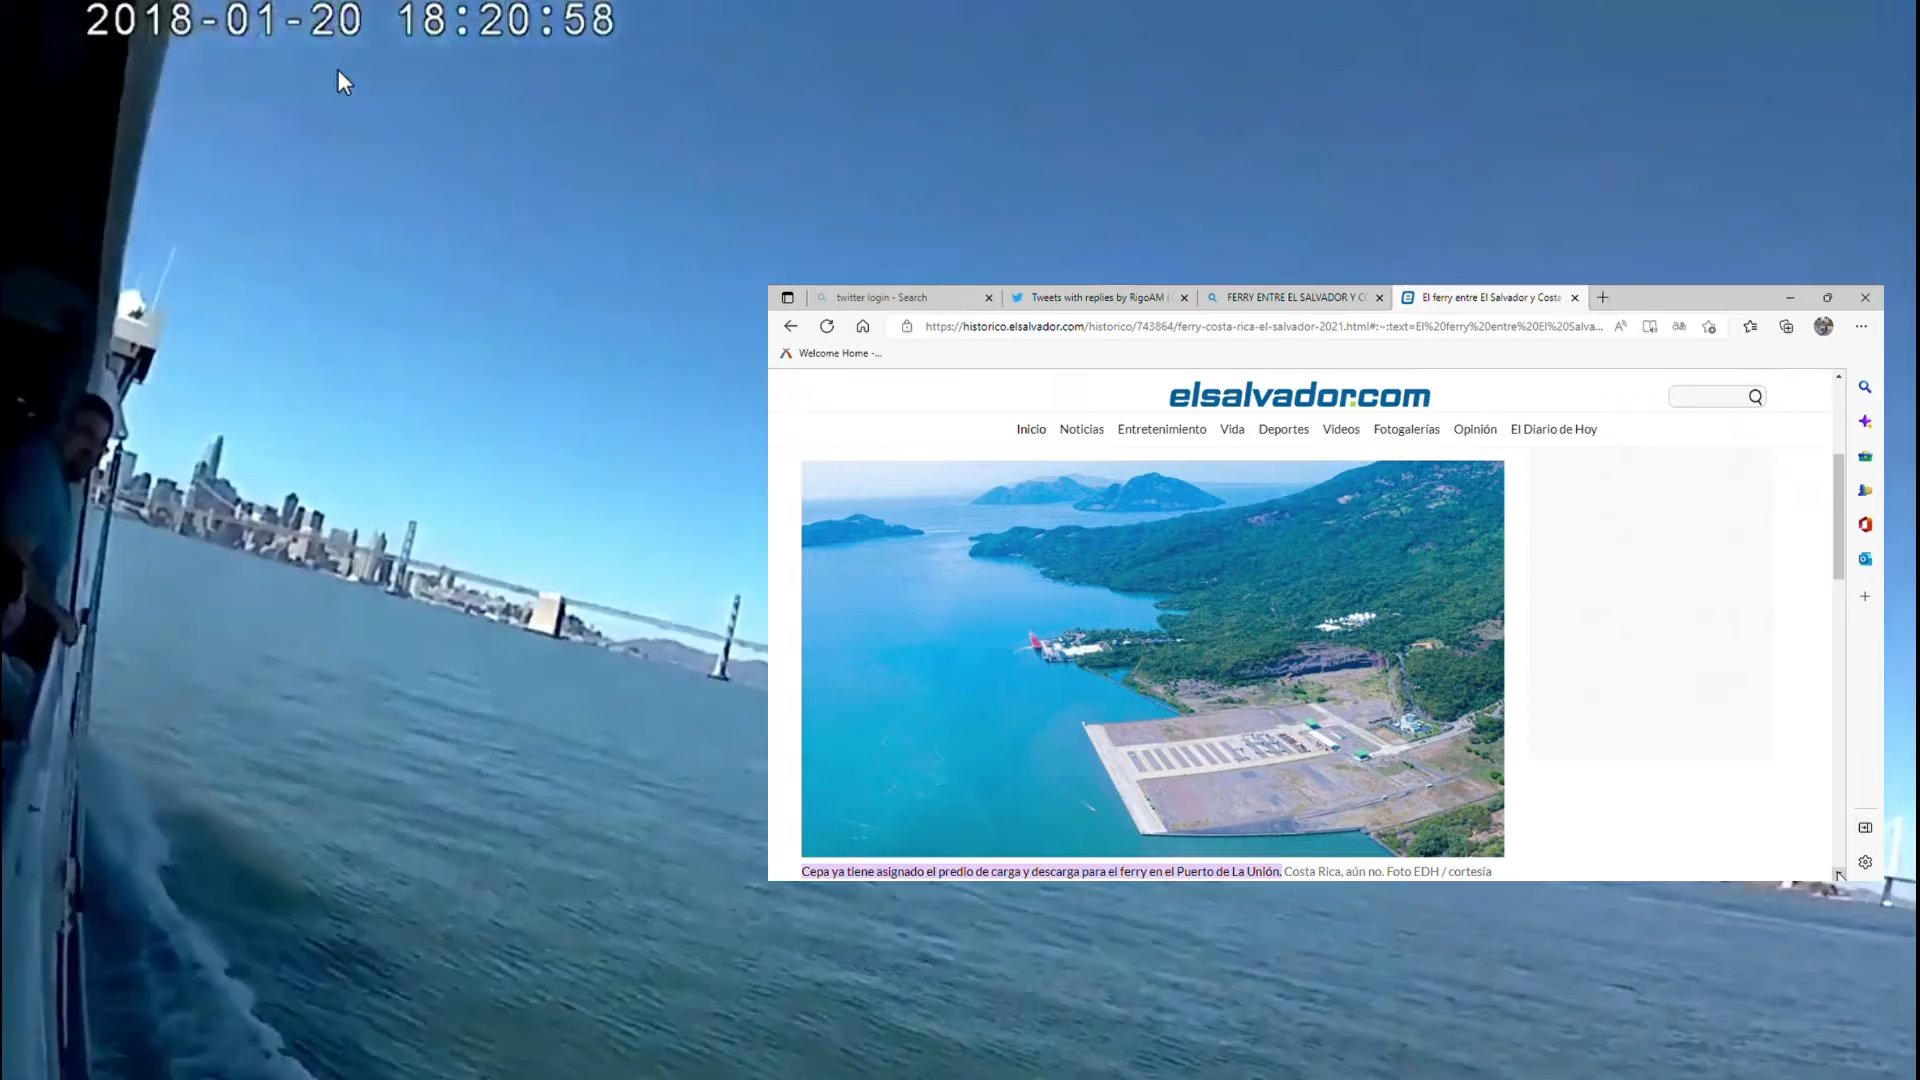 2018-01-20 18:20:58
twitter login - Search
Tweets with replies by RigoAM (
FERRY ENTRE EL SALVADOR Y CO
El ferry entre El Salvador y Costa
https://historico.elsalvador.com/historico/743864/ferry-costa-rica-el-salvador-2021.html#:~:text=El%20ferry%20entre%20El%20Salva...
Welcome Home -...
elsalvador.com
Inicio Noticias Entretenimiento Vida Deportes Videos Fotogalerías Opinión El Diario de Hoy
Cepa ya tiene asignado el predio de carga y descarga para el ferry en el Puerto de La Unión. Costa Rica, aún no. Foto EDH / cortesía